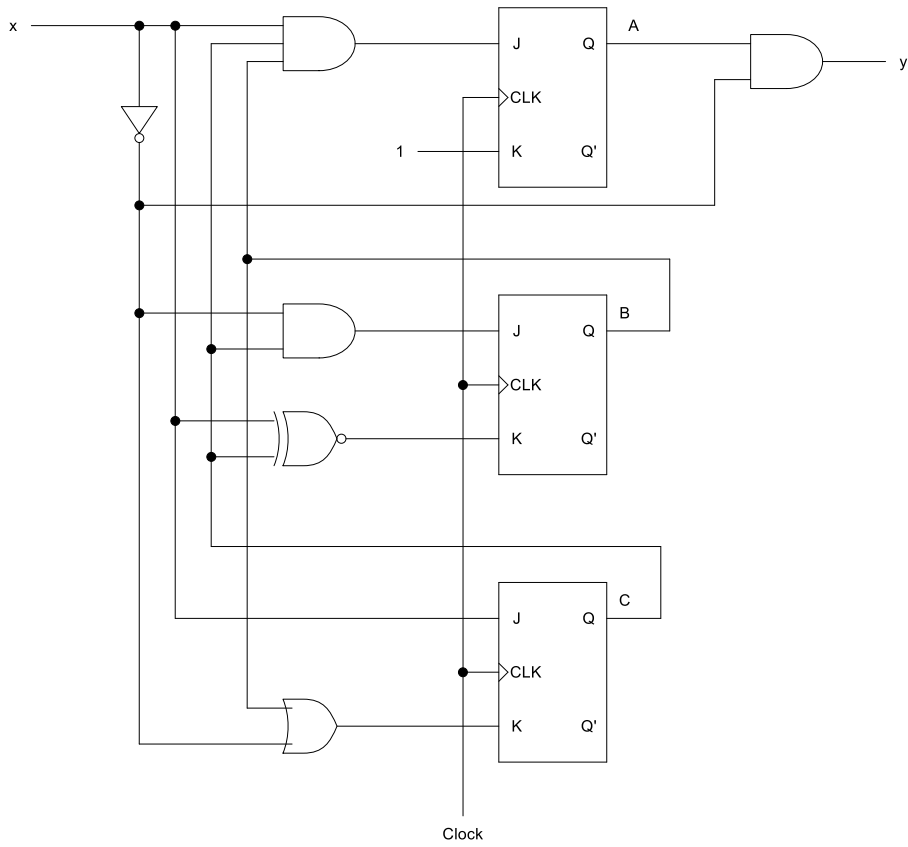 x
J Q A
CLK
1 K Q'
y
J Q B
CLK
K Q'
J Q C
CLK
K Q'
Clock